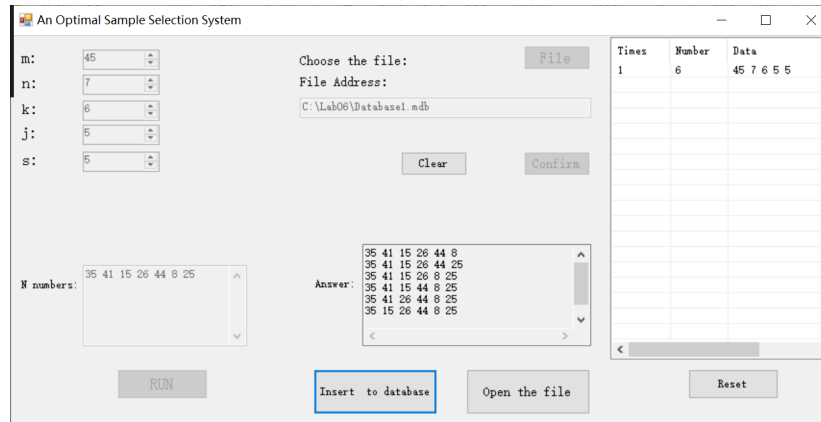 An Optimal Sample Selection System
m: 45
n: 7
k: 6
j: 5
s: 5
Choose the file: File
File Address:
C:\Lab06\Database1.mdb
Clear Confirm
Times Number Data
1 6 45 7 6 5 5
N numbers: 35 41 15 26 44 8 25
Answer:
35 41 15 26 44 8
35 41 15 26 44 25
35 41 15 26 8 25
35 41 15 44 8 25
35 41 26 44 8 25
35 15 26 44 8 25
RUN
Insert to database
Open the file
Reset